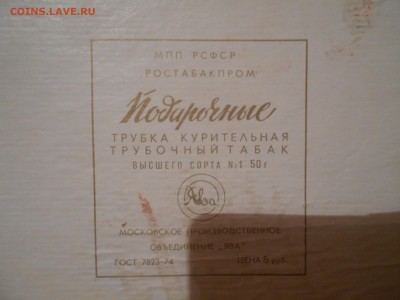 COINS.LAVE.RU
МПП РСФСР
РОСТАБАКПРОМ
Подарочные
ТРУБКА КУРИТЕЛЬНАЯ
ТРУБОЧНЫЙ ТАБАК
ВЫСШЕГО СОРТА №1 50г
Ява
МОСКОВСКОЕ ПРОИЗВОДСТВЕННОЕ
ОБЪЕДИНЕНИЕ „ЯВА"
ГОСТ 7823-74 ЦЕНА 6 руб.